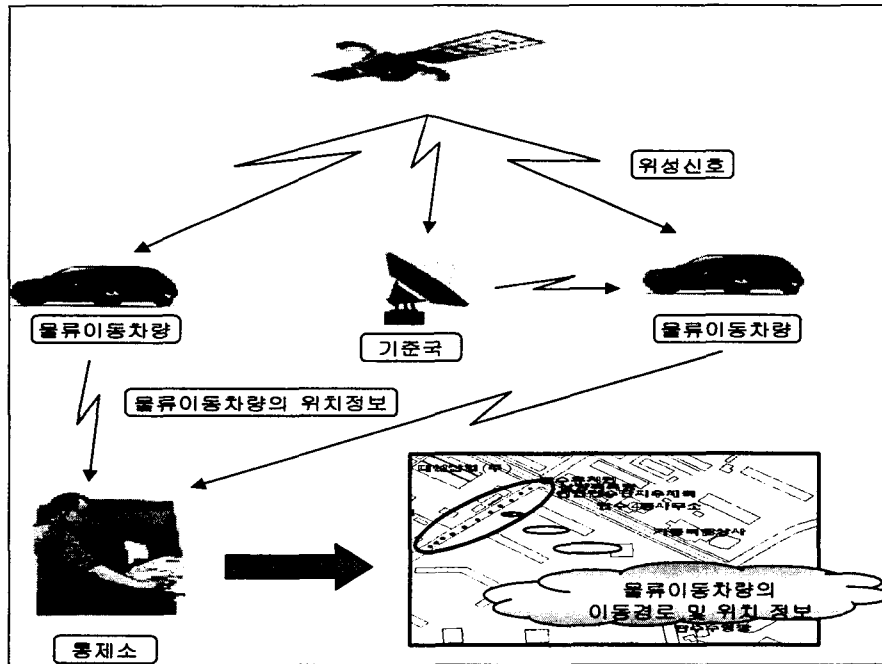 위성신호
물류이동차량
기준국
물류이동차량
물류이동차량의 위치정보
물류이동차량의
이동경로 및 위치 정보
통제소